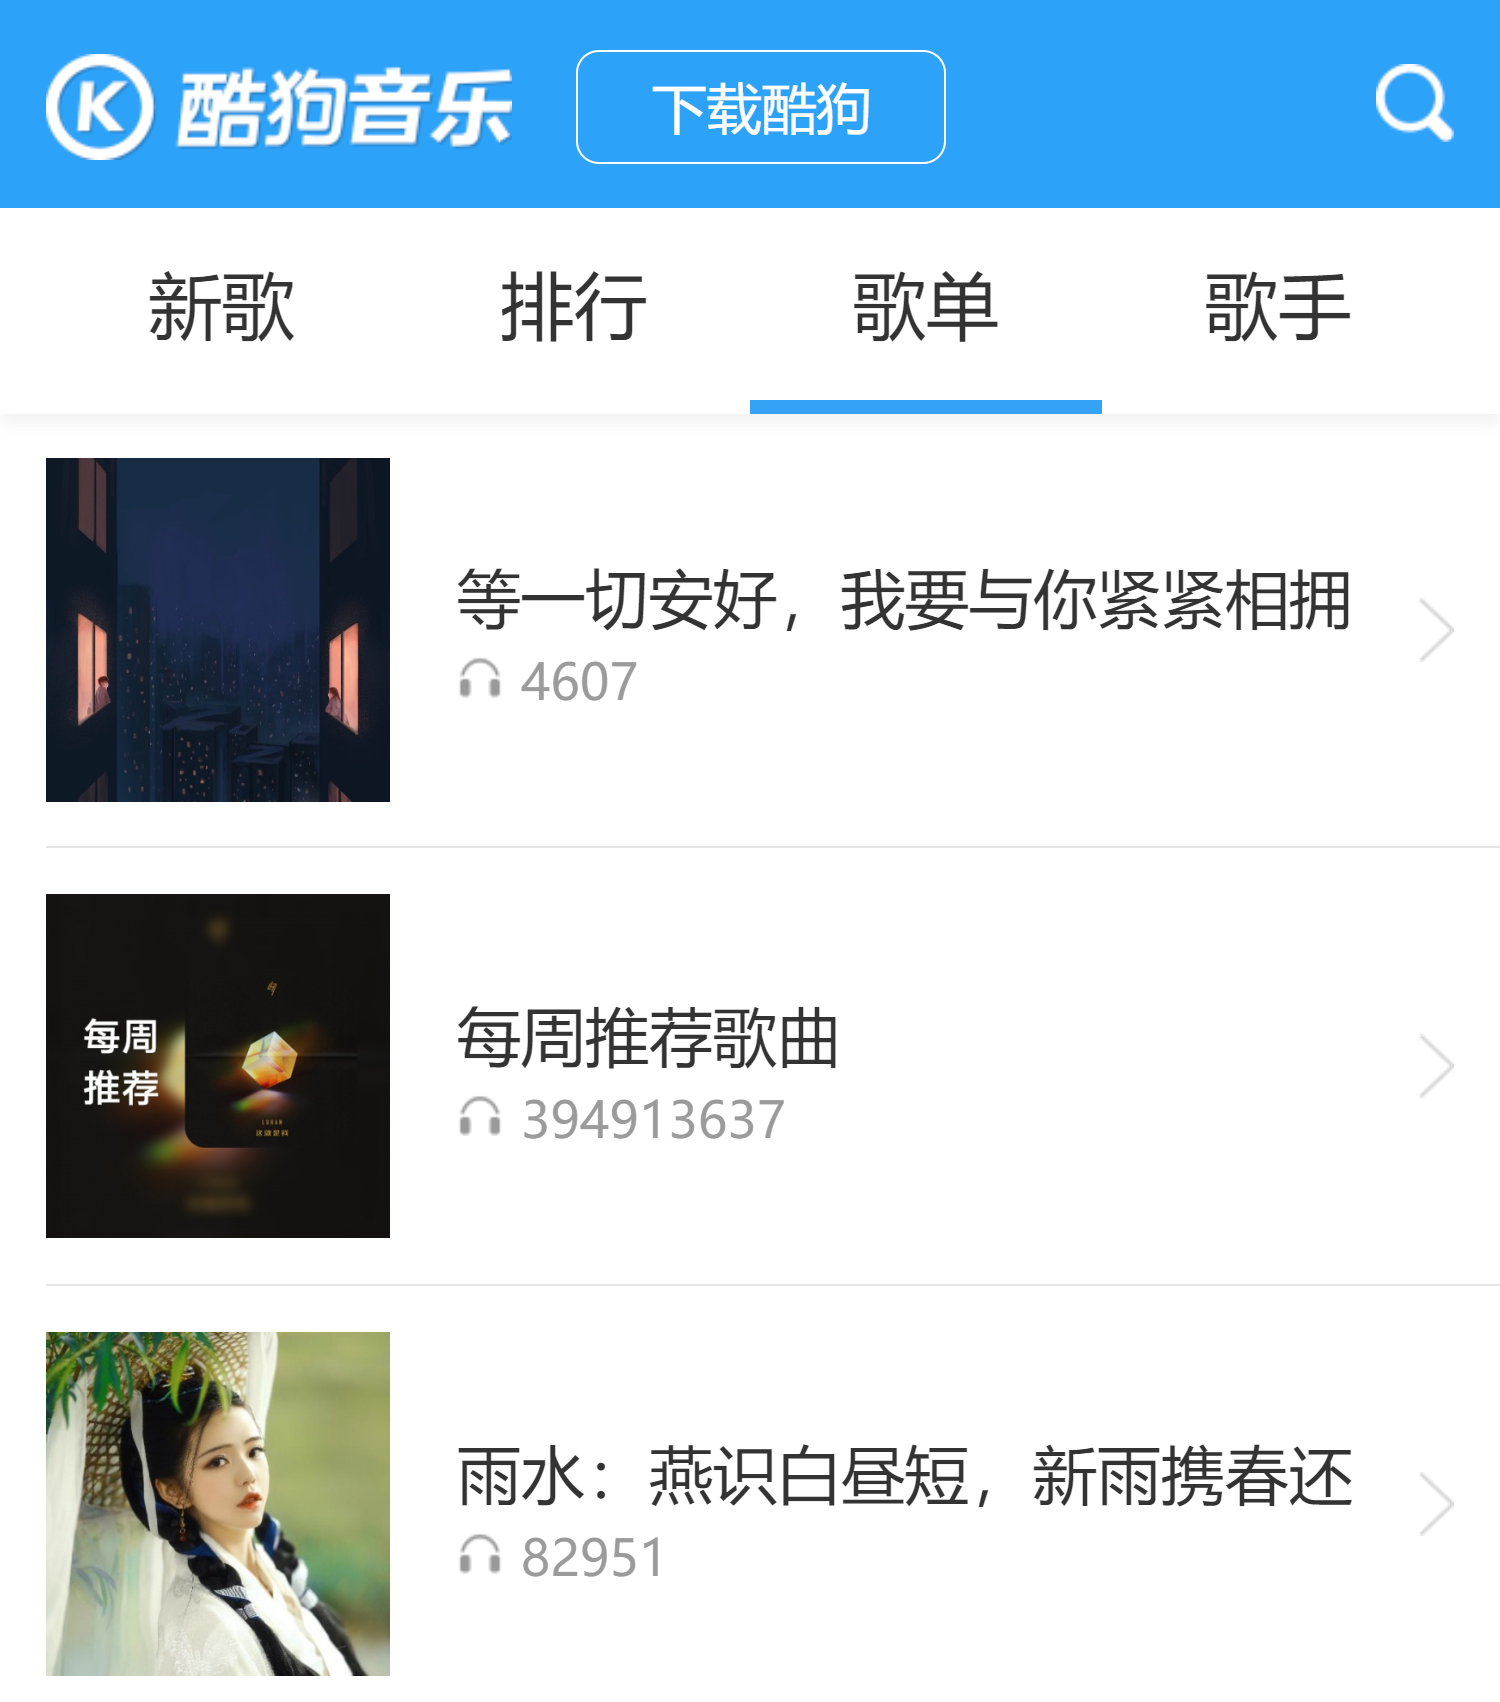 酷狗音乐
下载酷狗
新歌 排行 歌单 歌手
等一切安好，我要与你紧紧相拥
4607
每周
推荐
LUHAN
每周推荐歌曲
394913637
雨水：燕识白昼短，新雨携春还
82951